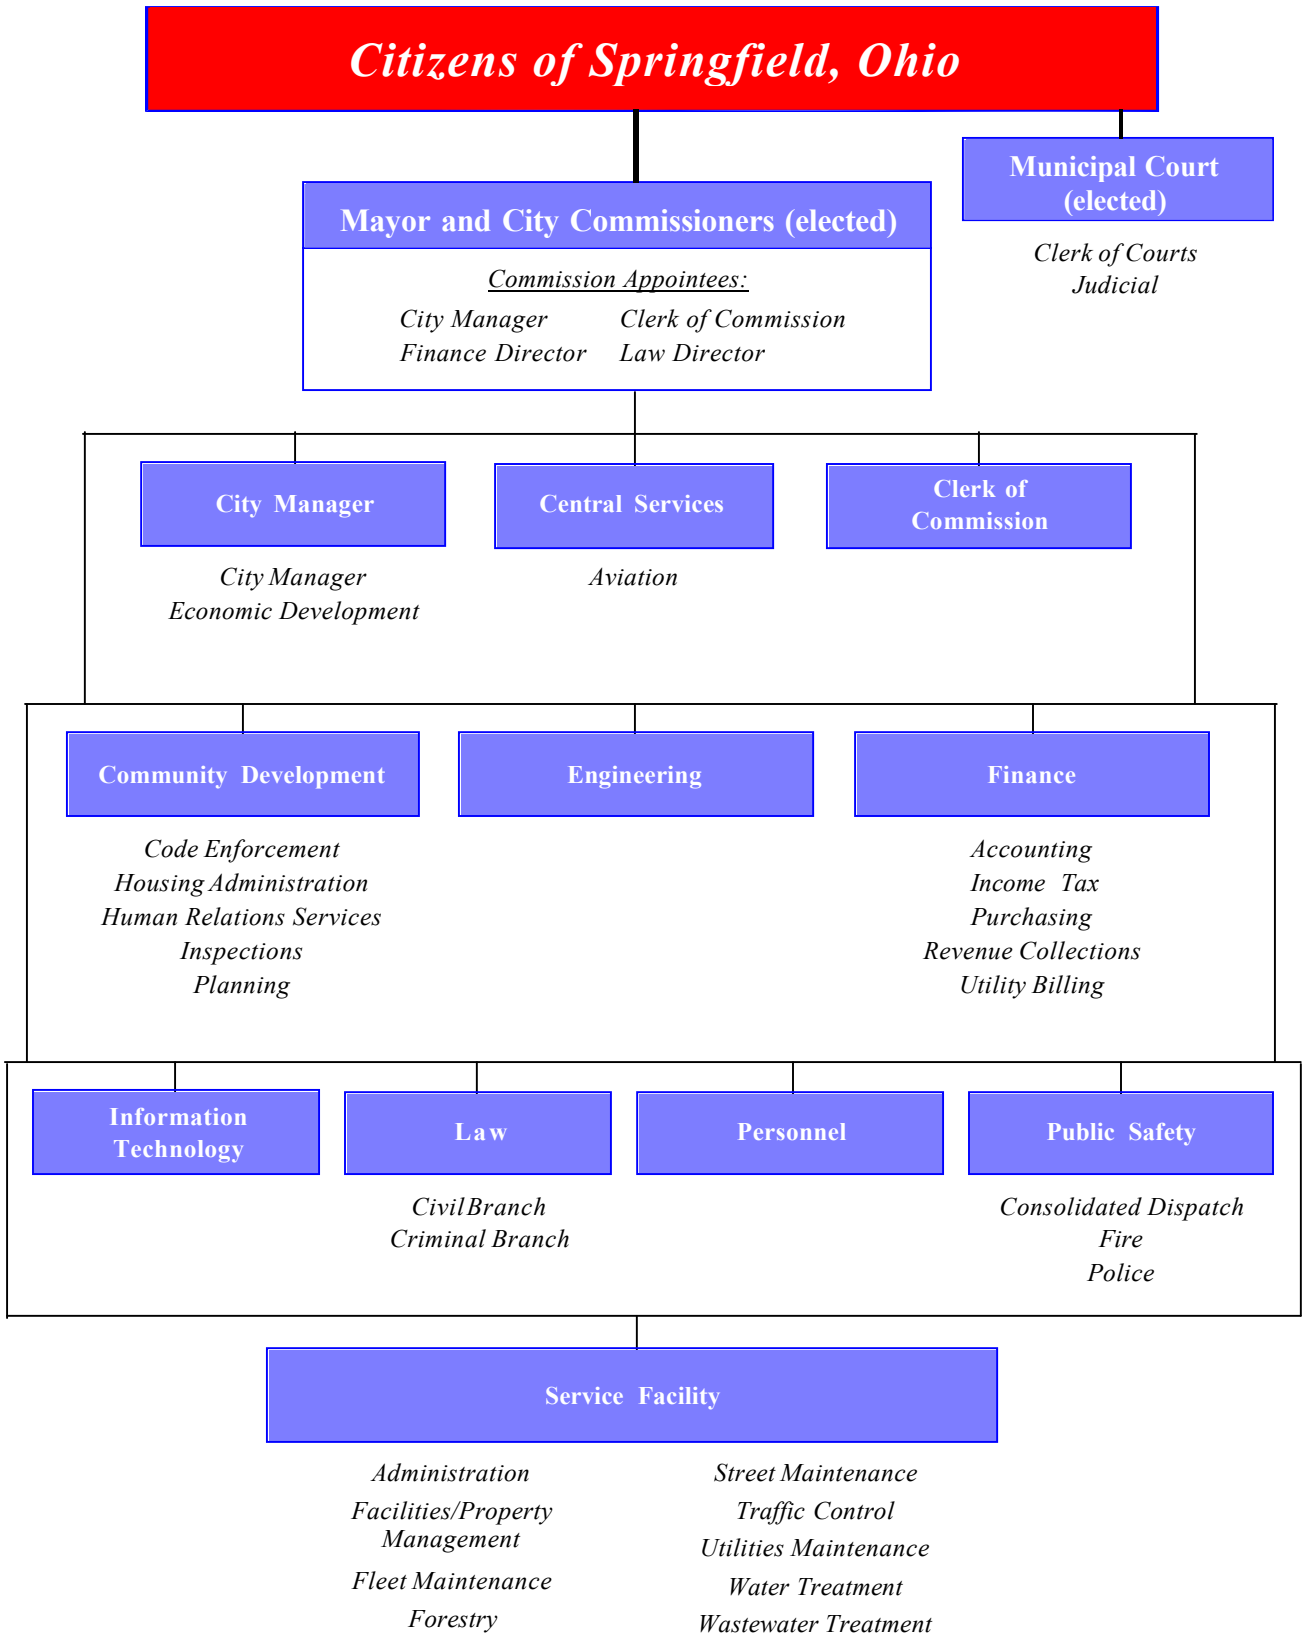 Citizens of Springfield, Ohio
Municipal Court
(elected)
Clerk of Courts
Judicial
Mayor and City Commissioners (elected)
Commission Appointees:
City Manager Clerk of Commission
Finance Director Law Director
City Manager
City Manager
Economic Development
Central Services
Aviation
Clerk of
Commission
Community Development
Code Enforcement
Housing Administration
Human Relations Services
Inspections
Planning
Engineering
Finance
Accounting
Income Tax
Purchasing
Revenue Collections
Utility Billing
Information
Technology
Law
Civil Branch
Criminal Branch
Personnel
Public Safety
Consolidated Dispatch
Fire
Police
Service Facility
Administration
Facilities/Property
Management
Fleet Maintenance
Forestry
Street Maintenance
Traffic Control
Utilities Maintenance
Water Treatment
Wastewater Treatment